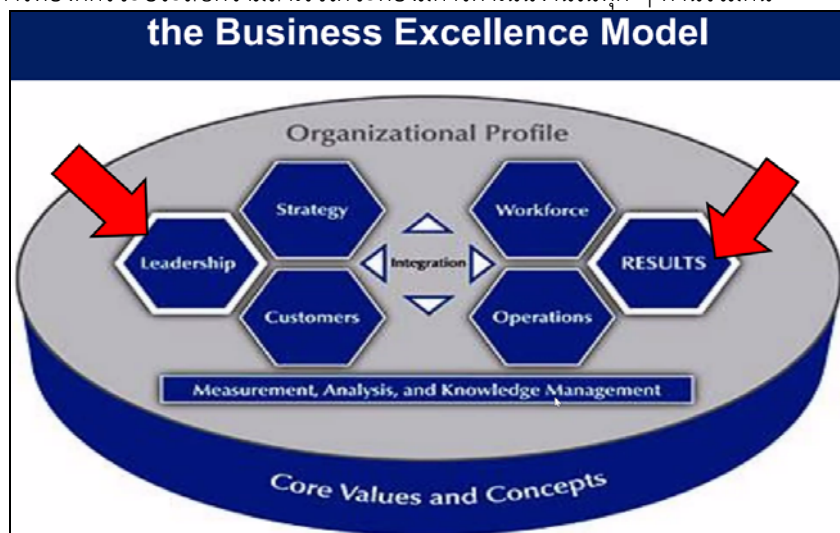 the Business Excellence Model
Organizational Profile
Strategy
Workforce
Leadership
Integration
RESULTS
Customers
Operations
Measurement, Analysis, and Knowledge Management
Core Values and Concepts